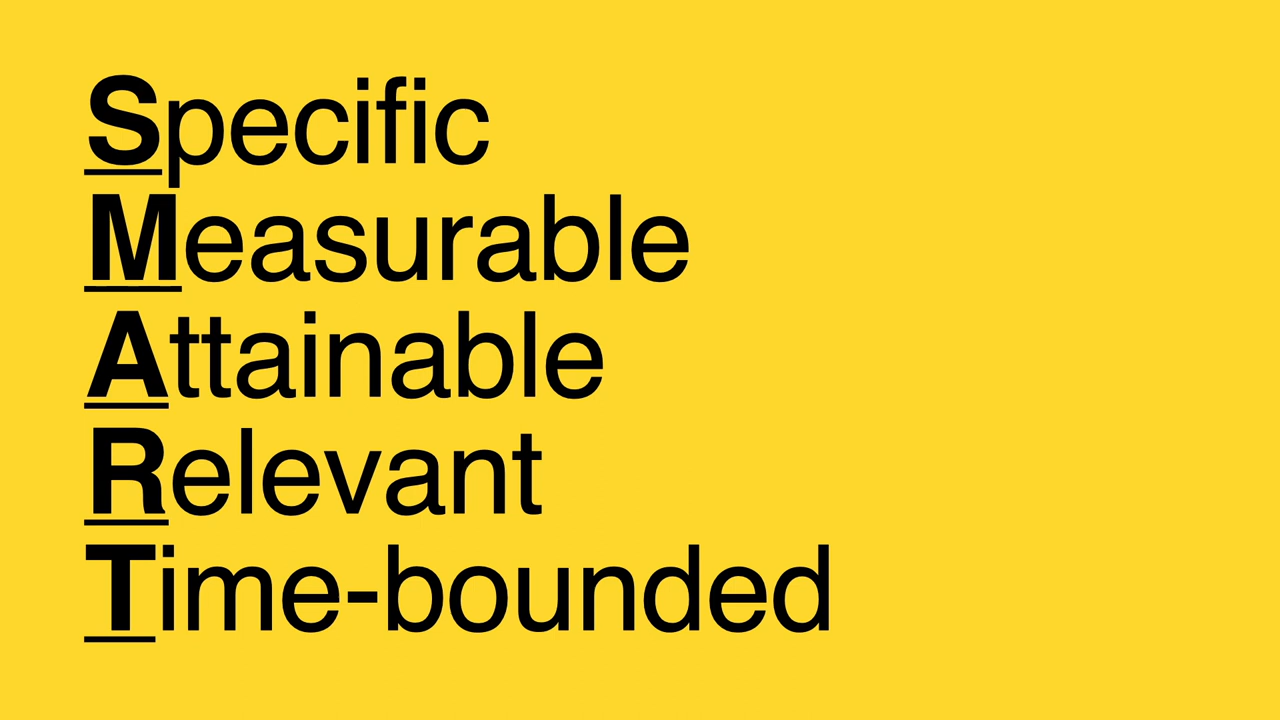 Specific
Measurable
Attainable
Relevant
Time-bounded